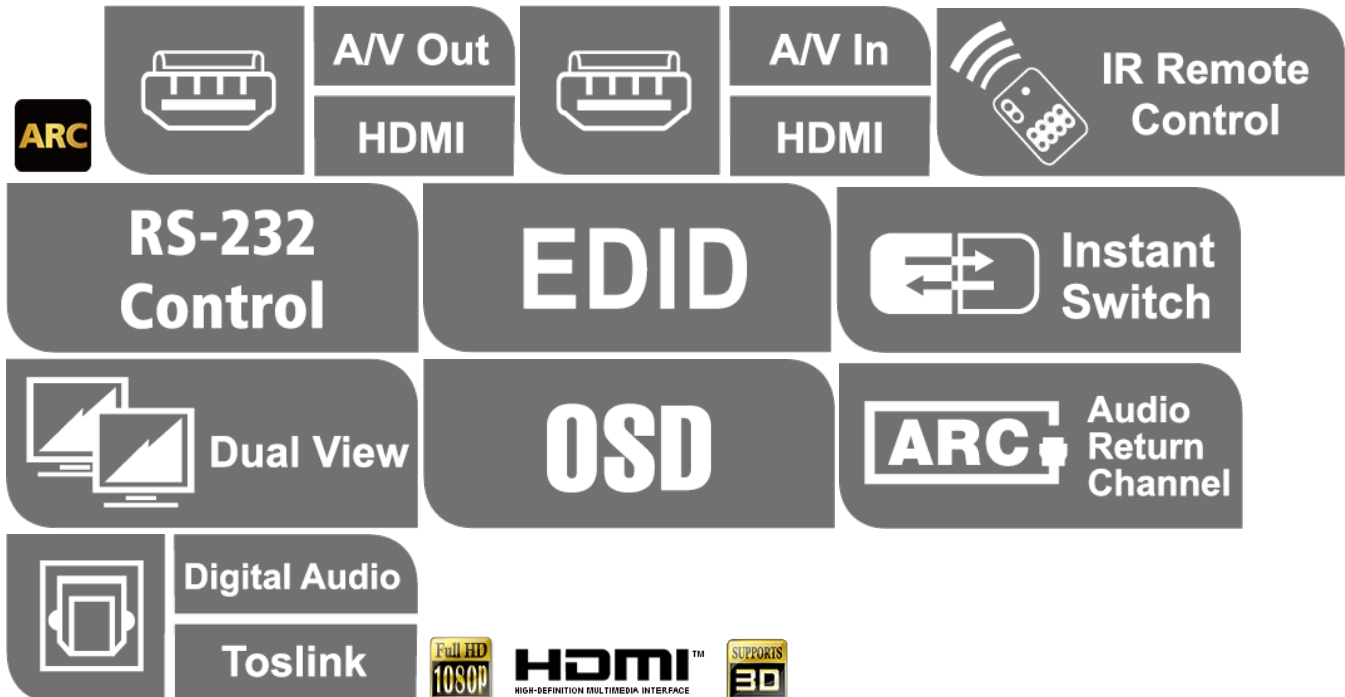 ARC
A/V Out
HDMI
A/V In
HDMI
IR Remote
Control
RS-232
Control
EDID
Instant
Switch
Dual View
OSD
ARC
Audio
Return
Channel
Digital Audio
Toslink
Full HD
1080p
HDMI™
HIGH-DEFINITION MULTIMEDIA INTERFACE
SUPPORTS
3D